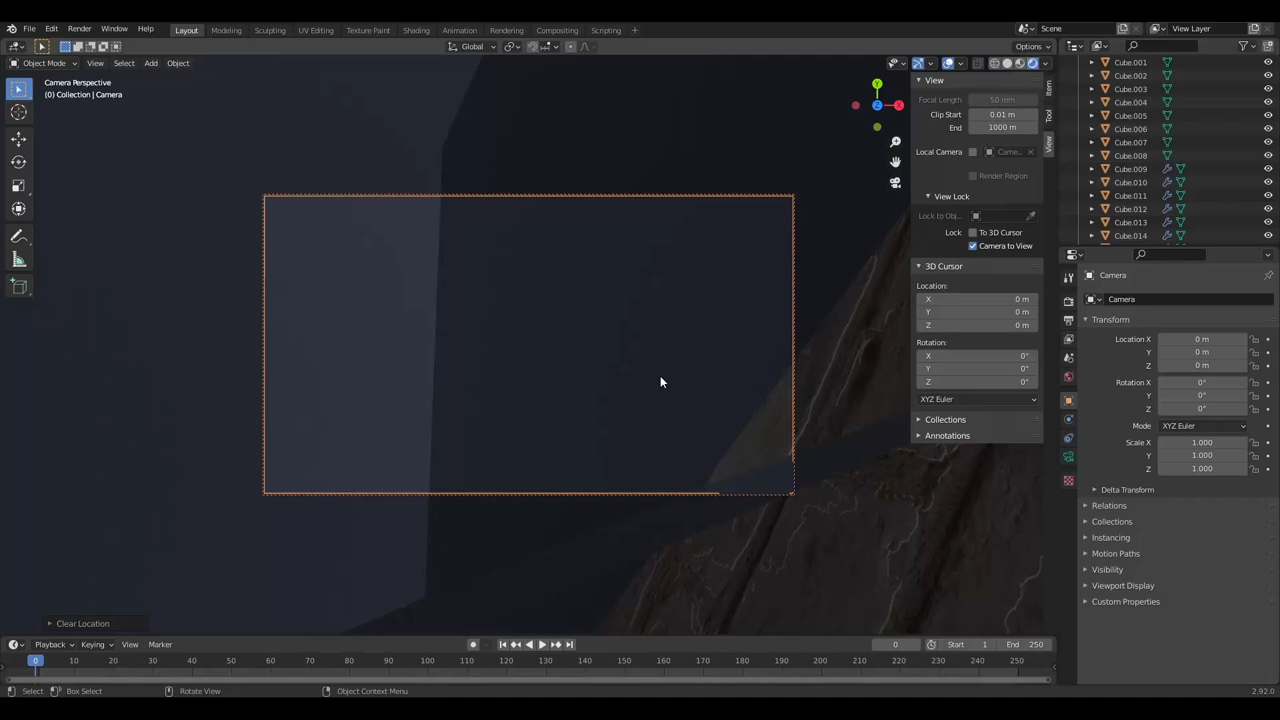 File Edit Render Window Help Layout Modeling Sculpting UV Editing Texture Paint Shading Animation Rendering Compositing Scripting + Scene View Layer
Global Options
Object Mode View Select Add Object
Camera Perspective
(0) Collection | Camera
Y
Z X
View
Focal Length 50 mm
Clip Start 0.01 m
End 1000 m
Local Camera Came...
Render Region
View Lock
Lock to Obj...
Lock To 3D Cursor
Camera to View
3D Cursor
Location:
X 0 m
Y 0 m
Z 0 m
Rotation:
X 0°
Y 0°
Z 0°
XYZ Euler
Collections
Annotations
Item
Tool
View
Cube.001
Cube.002
Cube.003
Cube.004
Cube.005
Cube.006
Cube.007
Cube.008
Cube.009
Cube.010
Cube.011
Cube.012
Cube.013
Cube.014
Camera
Camera
Transform
Location X 0 m
Y 0 m
Z 0 m
Rotation X 0°
Y 0°
Z 0°
Mode XYZ Euler
Scale X 1.000
Y 1.000
Z 1.000
Delta Transform
Relations
Collections
Instancing
Motion Paths
Visibility
Viewport Display
Custom Properties
Clear Location
Playback Keying View Marker 0 Start 1 End 250
0 10 20 30 40 50 60 70 80 90 100 110 120 130 140 150 160 170 180 190 200 210 220 230 240 250
Select Box Select Rotate View Object Context Menu 2.92.0